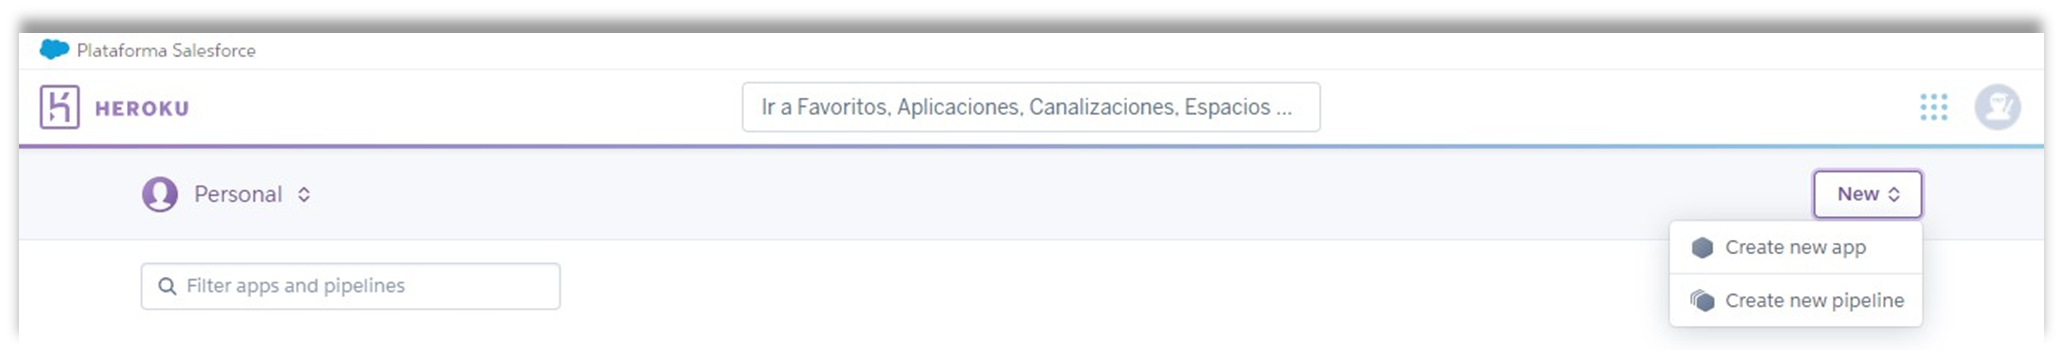 Plataforma Salesforce
HEROKU
Ir a Favoritos, Aplicaciones, Canalizaciones, Espacios ...
Personal
New
Create new app
Filter apps and pipelines
Create new pipeline